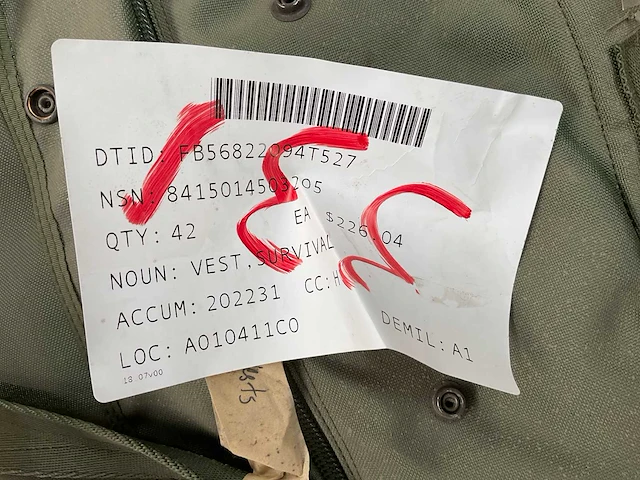 DTID: FB56822094T527
NSN: 8415014503205
QTY: 42 EA $226.04
NOUN: VEST,SURVIVAL
ACCUM: 202231 CC:H
LOC: A010411C0 DEMIL:A1
18.07v00